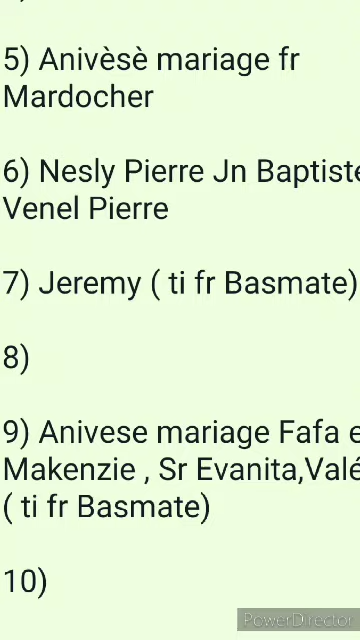 5) Anivèsè mariage fr
Mardocher
6) Nesly Pierre Jn Baptiste
Venel Pierre
7) Jeremy ( ti fr Basmate)
8)
9) Anivese mariage Fafa e
Makenzie , Sr Evanita,Valé
( ti fr Basmate)
10)
PowerDirector